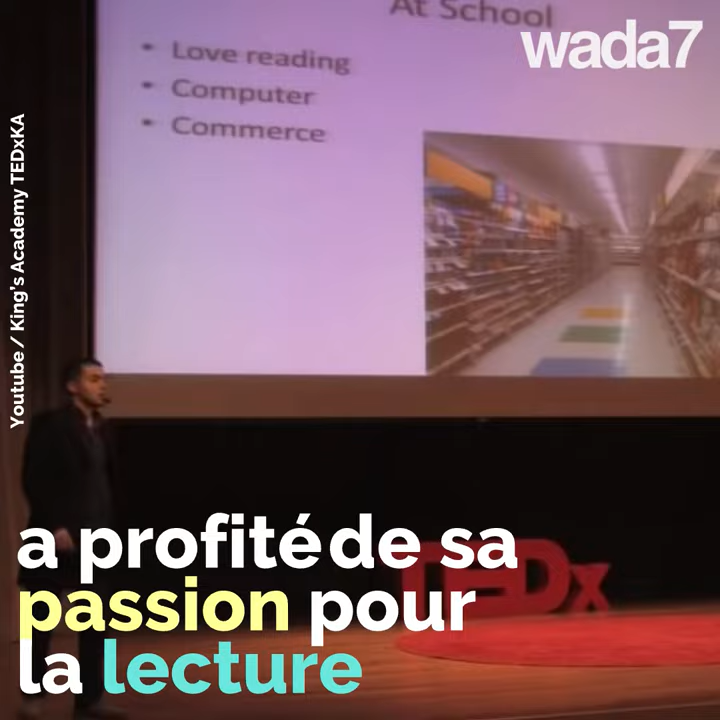 At School
wada7
• Love reading
• Computer
• Commerce
Youtube / King's Academy TEDxKA
TEDx
a profité de sa
passion pour
la lecture